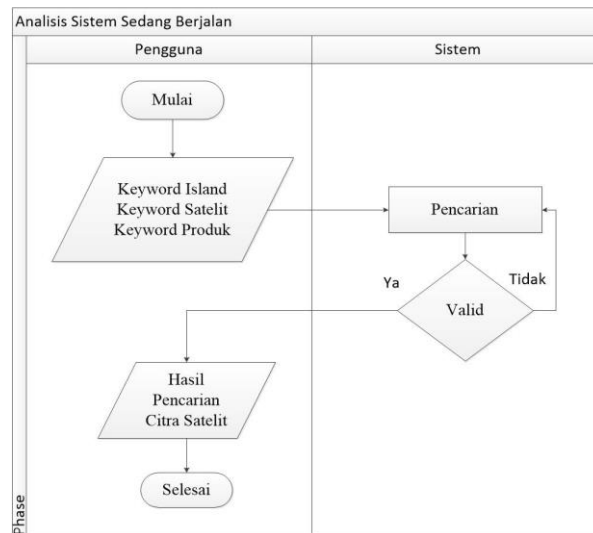 Analisis Sistem Sedang Berjalan
Pengguna
Sistem
Mulai
Keyword Island
Keyword Satelit
Keyword Produk
Pencarian
Ya
Tidak
Valid
Hasil
Pencarian
Citra Satelit
Selesai
Phase